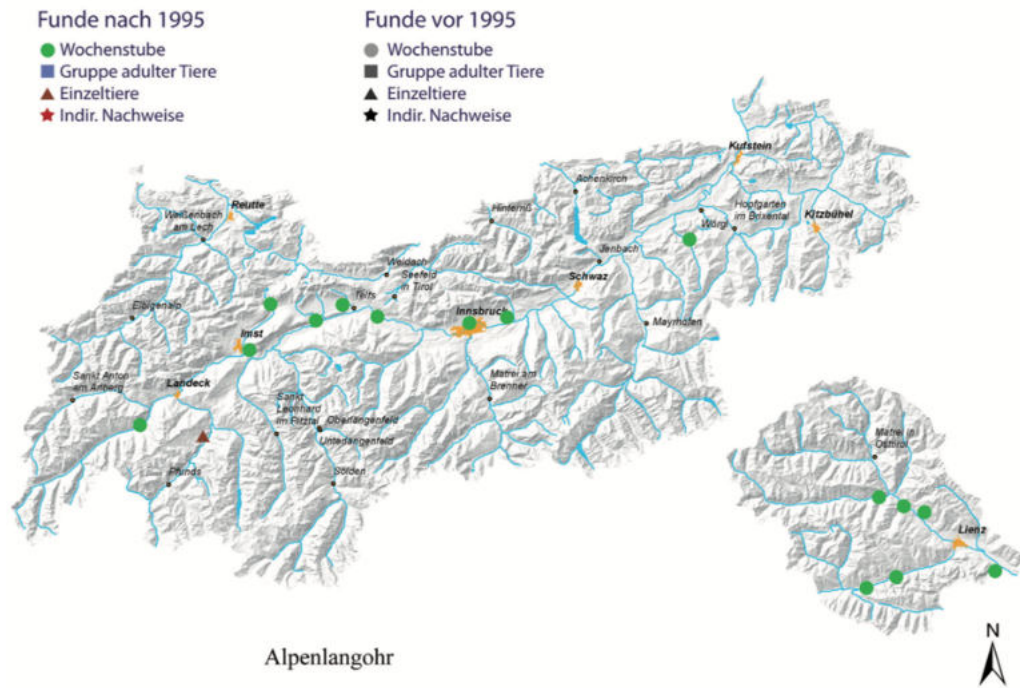 Funde nach 1995
Wochenstube
Gruppe adulter Tiere
Einzeltiere
Indir. Nachweise
Funde vor 1995
Wochenstube
Gruppe adulter Tiere
Einzeltiere
Indir. Nachweise
Kufstein
Achenkirch
Reutte
Hinterriß
Hopfgarten
im Brixental
Kitzbühel
Weißenbach
am Lech
Wörgl
Jenbach
Weidach
Seefeld
in Tirol
Schwaz
Elbigenalp
Telfs
Innsbruck
Mayrhofen
Imst
Matrei am
Brenner
Sankt Anton
am Arlberg
Landeck
Sankt
Leonhard
im Pitztal
Oberlängenfeld
Unterlängenfeld
Pfunds
Sölden
Matrei in
Osttirol
Lienz
N
Alpenlangohr